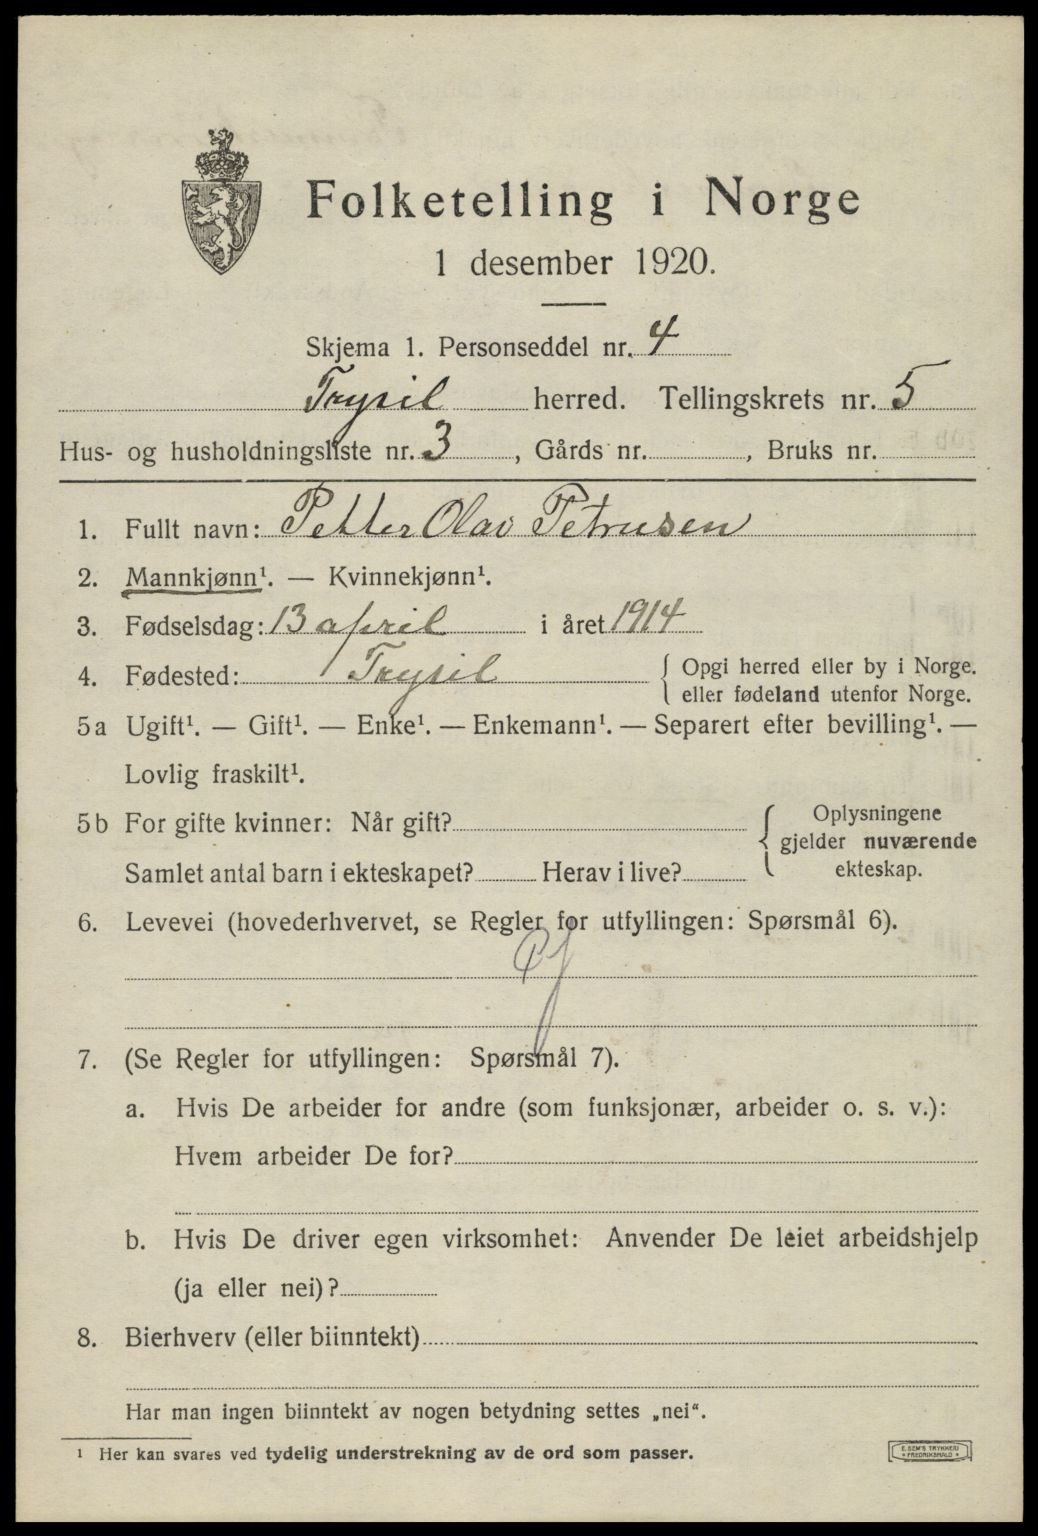 Folketelling i Norge
1 desember 1920.
Skjema 1. Personseddel nr. 4
Trysil herred. Tellingskrets nr. 5
Hus- og husholdningsliste nr. 3, Gårds nr. , Bruks nr.
1. Fullt navn: Petter Olav Petrusen
2. Mannkjønn¹. — Kvinnekjønn¹.
3. Fødselsdag: 13 april i året 1914
4. Fødested: Trysil { Opgi herred eller by i Norge.
eller fødeland utenfor Norge.
5a Ugift¹. — Gift¹. — Enke¹. — Enkemann¹. — Separert efter bevilling¹. —
Lovlig fraskilt¹.
5b For gifte kvinner: Når gift?
Samlet antal barn i ekteskapet? Herav i live?
{ Oplysningene
gjelder nuværende
ekteskap.
6. Levevei (hovederhvervet, se Regler for utfyllingen: Spørsmål 6).
7. (Se Regler for utfyllingen: Spørsmål 7).
a. Hvis De arbeider for andre (som funksjonær, arbeider o. s. v.):
Hvem arbeider De for?
b. Hvis De driver egen virksomhet: Anvender De leiet arbeidshjelp
(ja eller nei)?
8. Bierhverv (eller biinntekt)
Har man ingen biinntekt av nogen betydning settes „nei“.
¹ Her kan svares ved tydelig understrekning av de ord som passer.
E. SEM'S TRYKKERI
FREDRIKSHALD